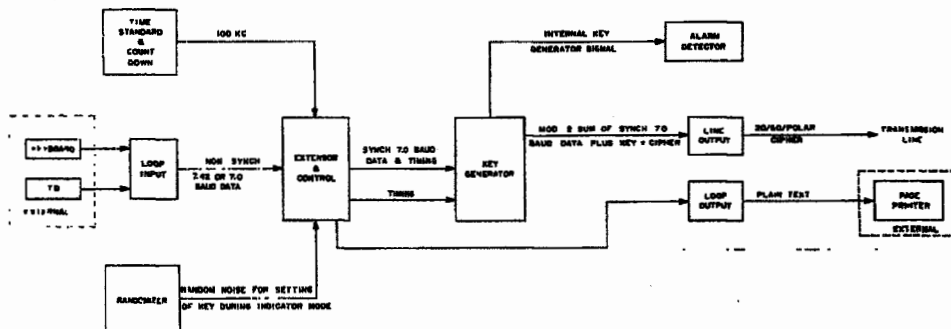 TIME
STANDARD
&
COUNT
DOWN
100 KC
INTERNAL KEY
GENERATOR SIGNAL
ALARM
DETECTOR
TD
LOOP
INPUT
NON SYNCH
7.42 OR 7.0
BAUD DATA
EXTENSOR
&
CONTROL
SYNCH 7.0 BAUD
DATA & TIMING
TIMING
KEY
GENERATOR
MOD 2 SUM OF SYNCH 7.0
BAUD DATA PLUS KEY = CIPHER
LINE
OUTPUT
20/60/POLAR
CIPHER
TRANSMISSION
LINE
LOOP
OUTPUT
PLAIN TEXT
PAGE
PRINTER
EXTERNAL
RANDOMIZER
RANDOM NOISE FOR SETTING
OF KEY DURING INDICATOR MODE